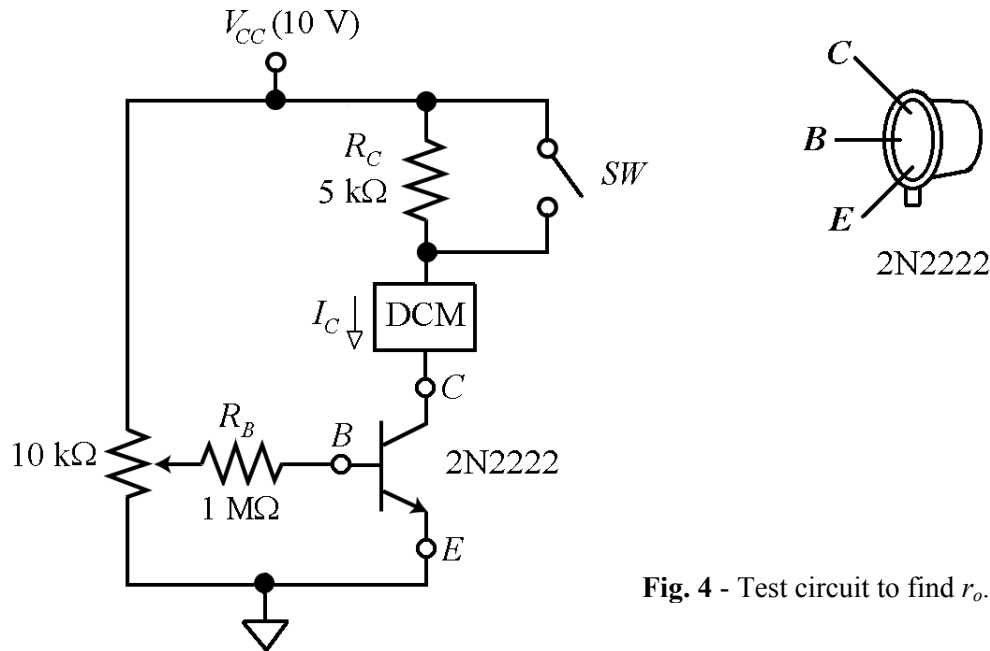 V_CC (10 V)
R_C
5 kΩ
SW
I_C
DCM
C
R_B
B
10 kΩ
1 MΩ
2N2222
E
C
B
E
2N2222
Fig. 4 - Test circuit to find r_o.